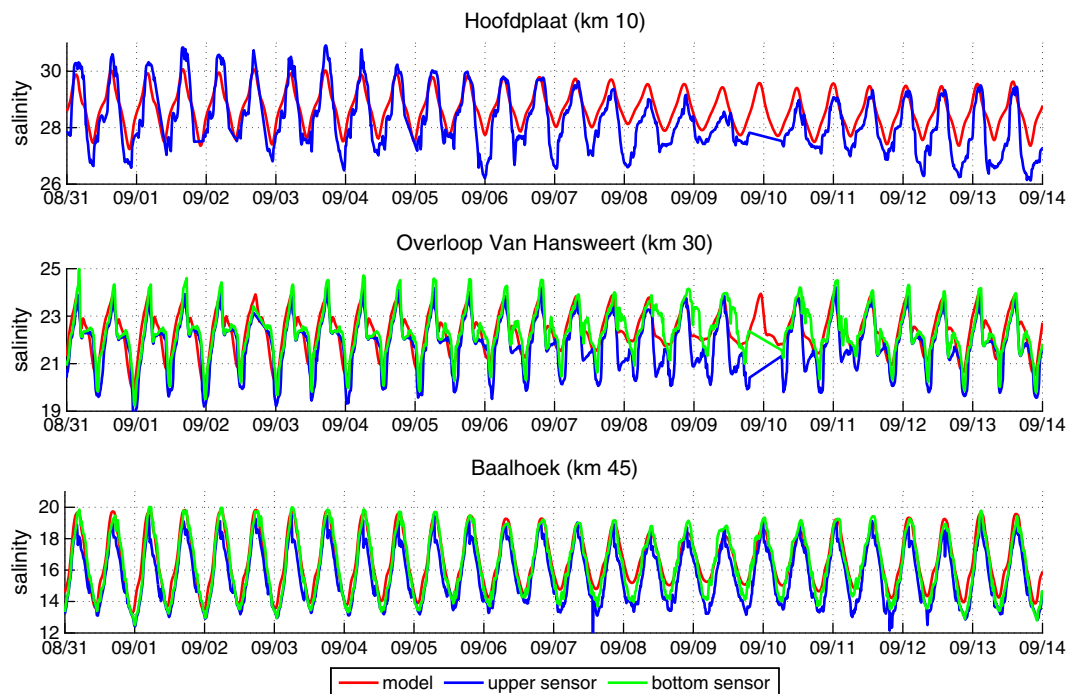 Hoofdplaat (km 10)
salinity
30
28
26
08/31 09/01 09/02 09/03 09/04 09/05 09/06 09/07 09/08 09/09 09/10 09/11 09/12 09/13 09/14
Overloop Van Hansweert (km 30)
salinity
25
23
21
19
08/31 09/01 09/02 09/03 09/04 09/05 09/06 09/07 09/08 09/09 09/10 09/11 09/12 09/13 09/14
Baalhoek (km 45)
salinity
20
18
16
14
12
08/31 09/01 09/02 09/03 09/04 09/05 09/06 09/07 09/08 09/09 09/10 09/11 09/12 09/13 09/14
model upper sensor bottom sensor